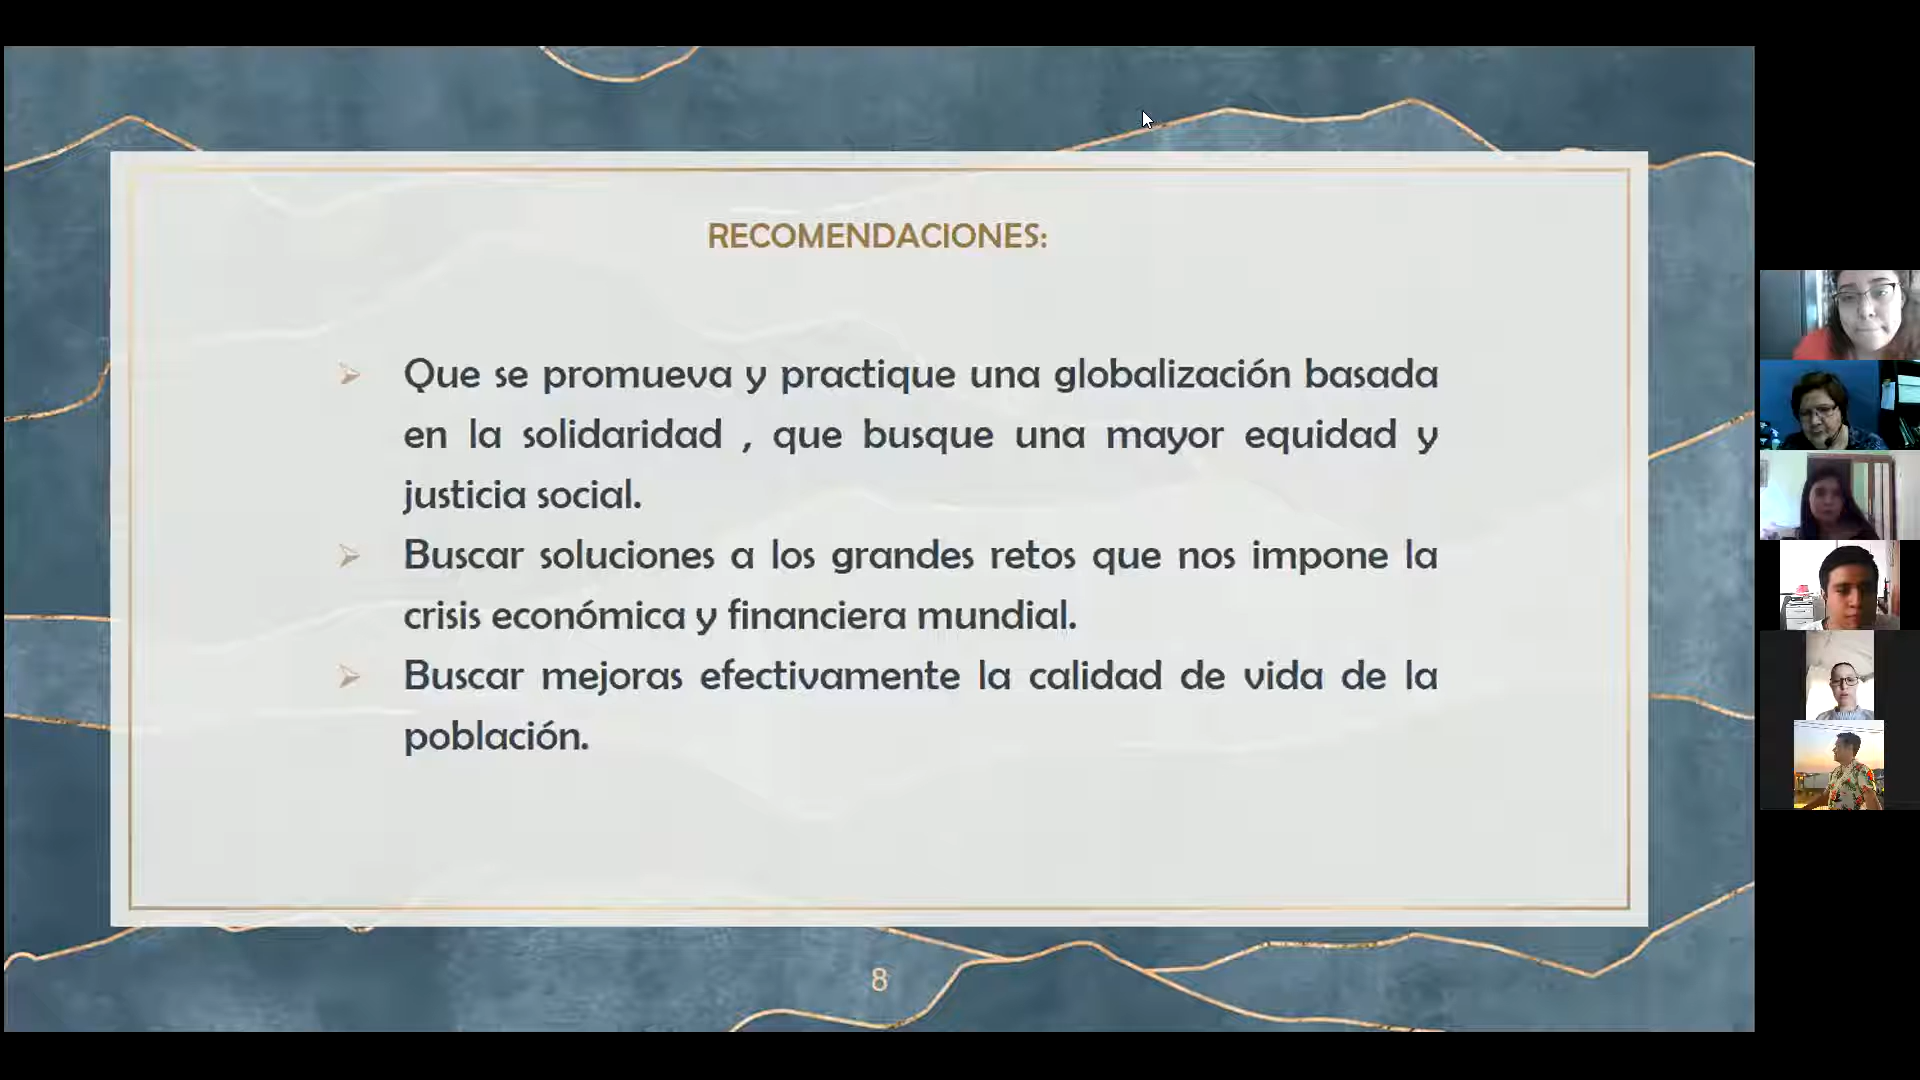 RECOMENDACIONES:
Que se promueva y practique una globalización basada
en la solidaridad , que busque una mayor equidad y
justicia social.
Buscar soluciones a los grandes retos que nos impone la
crisis económica y financiera mundial.
Buscar mejoras efectivamente la calidad de vida de la
población.
8